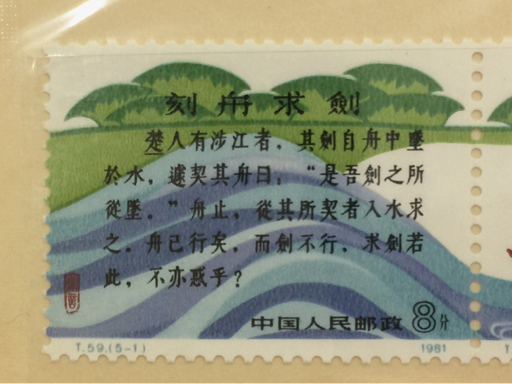 刻舟求劍
楚人有涉江者，其劍自舟中墜
於水，遽契其舟曰：“是吾劍之所
從墜。”舟止，從其所契者入水求
之。舟已行矣，而劍不行，求劍若
此，不亦惑乎？
中国人民邮政 8分
T.59.(5-1) 1981